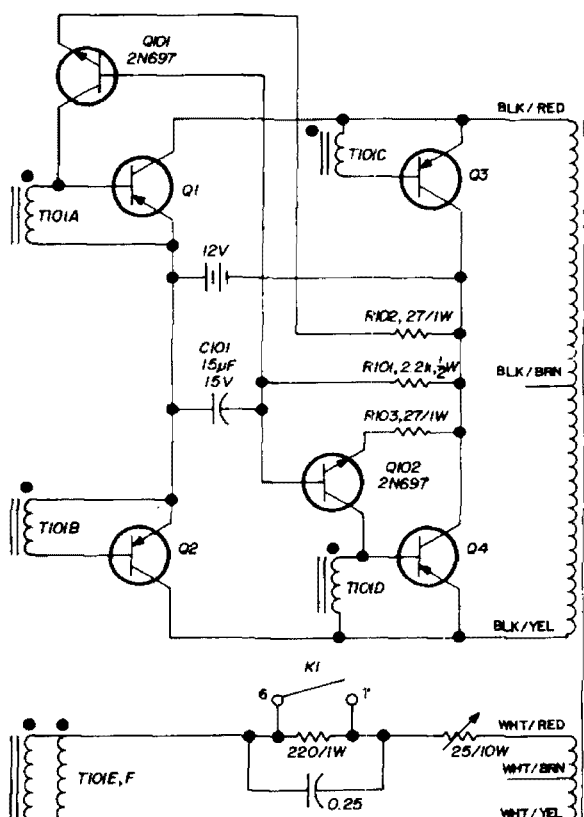 Q101
2N697
BLK/RED
T101C
Q3
Q1
T101A
12V
R102, 27/1W
C101
15µF
15V
R101, 2.2k, ½W
BLK/BRN
R103, 27/1W
Q102
2N697
T101B
Q2
Q4
T101D
BLK/YEL
K1
6
1
WHT/RED
220/1W
25/10W
T101E,F
WHT/BRN
0.25
WHT/YEL